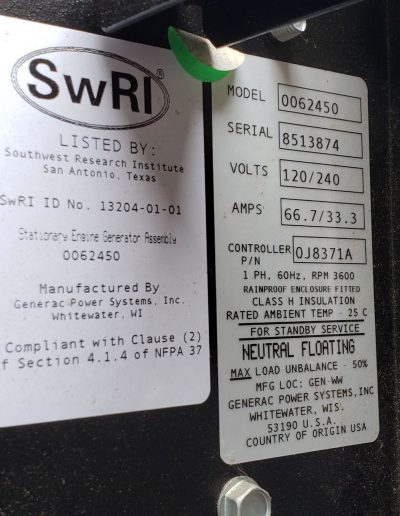 SwRI®
LISTED BY:
Southwest Research Institute
San Antonio, Texas
SwRI ID No. 13204-01-01
Stationary Engine Generator Assembly
0062450
Manufactured By
Generac Power Systems, Inc.
Whitewater, WI
Compliant with Clause (2)
of Section 4.1.4 of NFPA 37
MODEL 0062450
SERIAL 8513874
VOLTS 120/240
AMPS 66.7/33.3
CONTROLLER P/N 0J8371A
1 PH, 60Hz, RPM 3600
RAINPROOF ENCLOSURE FITTED
CLASS H INSULATION
RATED AMBIENT TEMP - 25 C
FOR STANDBY SERVICE
NEUTRAL FLOATING
MAX LOAD UNBALANCE - 50%
MFG LOC: GEN-WW
GENERAC POWER SYSTEMS, INC
WHITEWATER, WIS.
53190 U.S.A.
COUNTRY OF ORIGIN USA